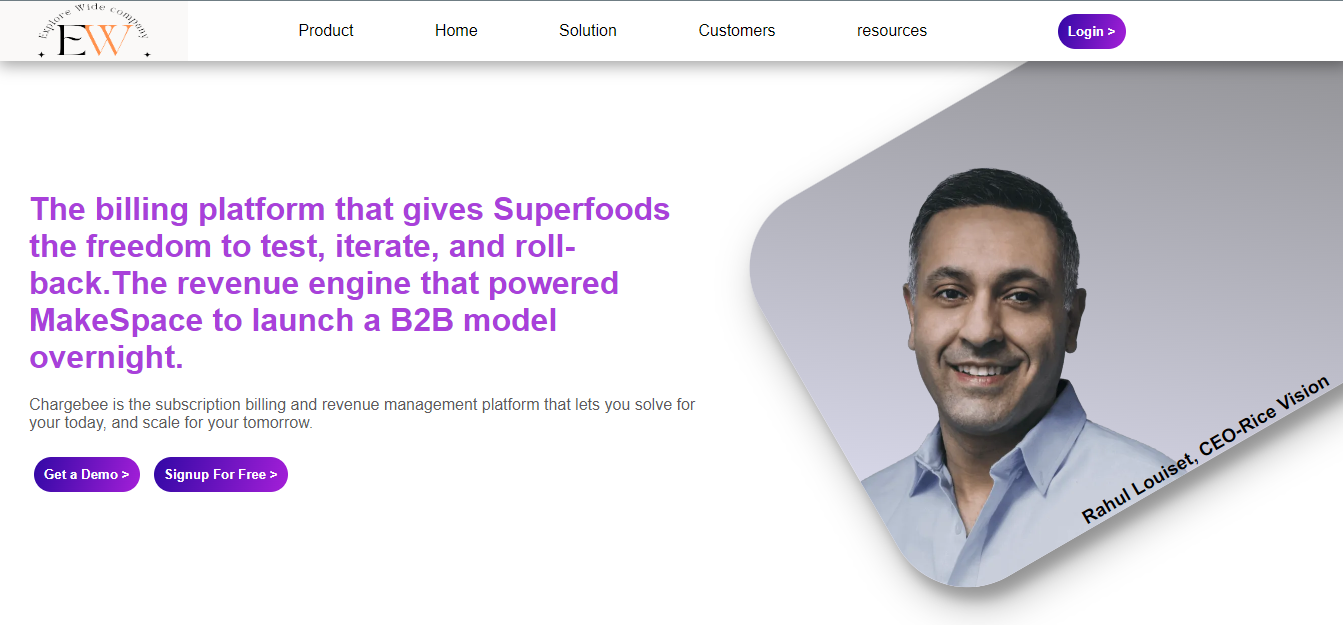 Explore Wide company
EW
Product
Home
Solution
Customers
resources
Login >
The billing platform that gives Superfoods
the freedom to test, iterate, and roll-
back.The revenue engine that powered
MakeSpace to launch a B2B model
overnight.
Chargebee is the subscription billing and revenue management platform that lets you solve for
your today, and scale for your tomorrow.
Get a Demo >
Signup For Free >
Rahul Louiset, CEO-Rice Vision